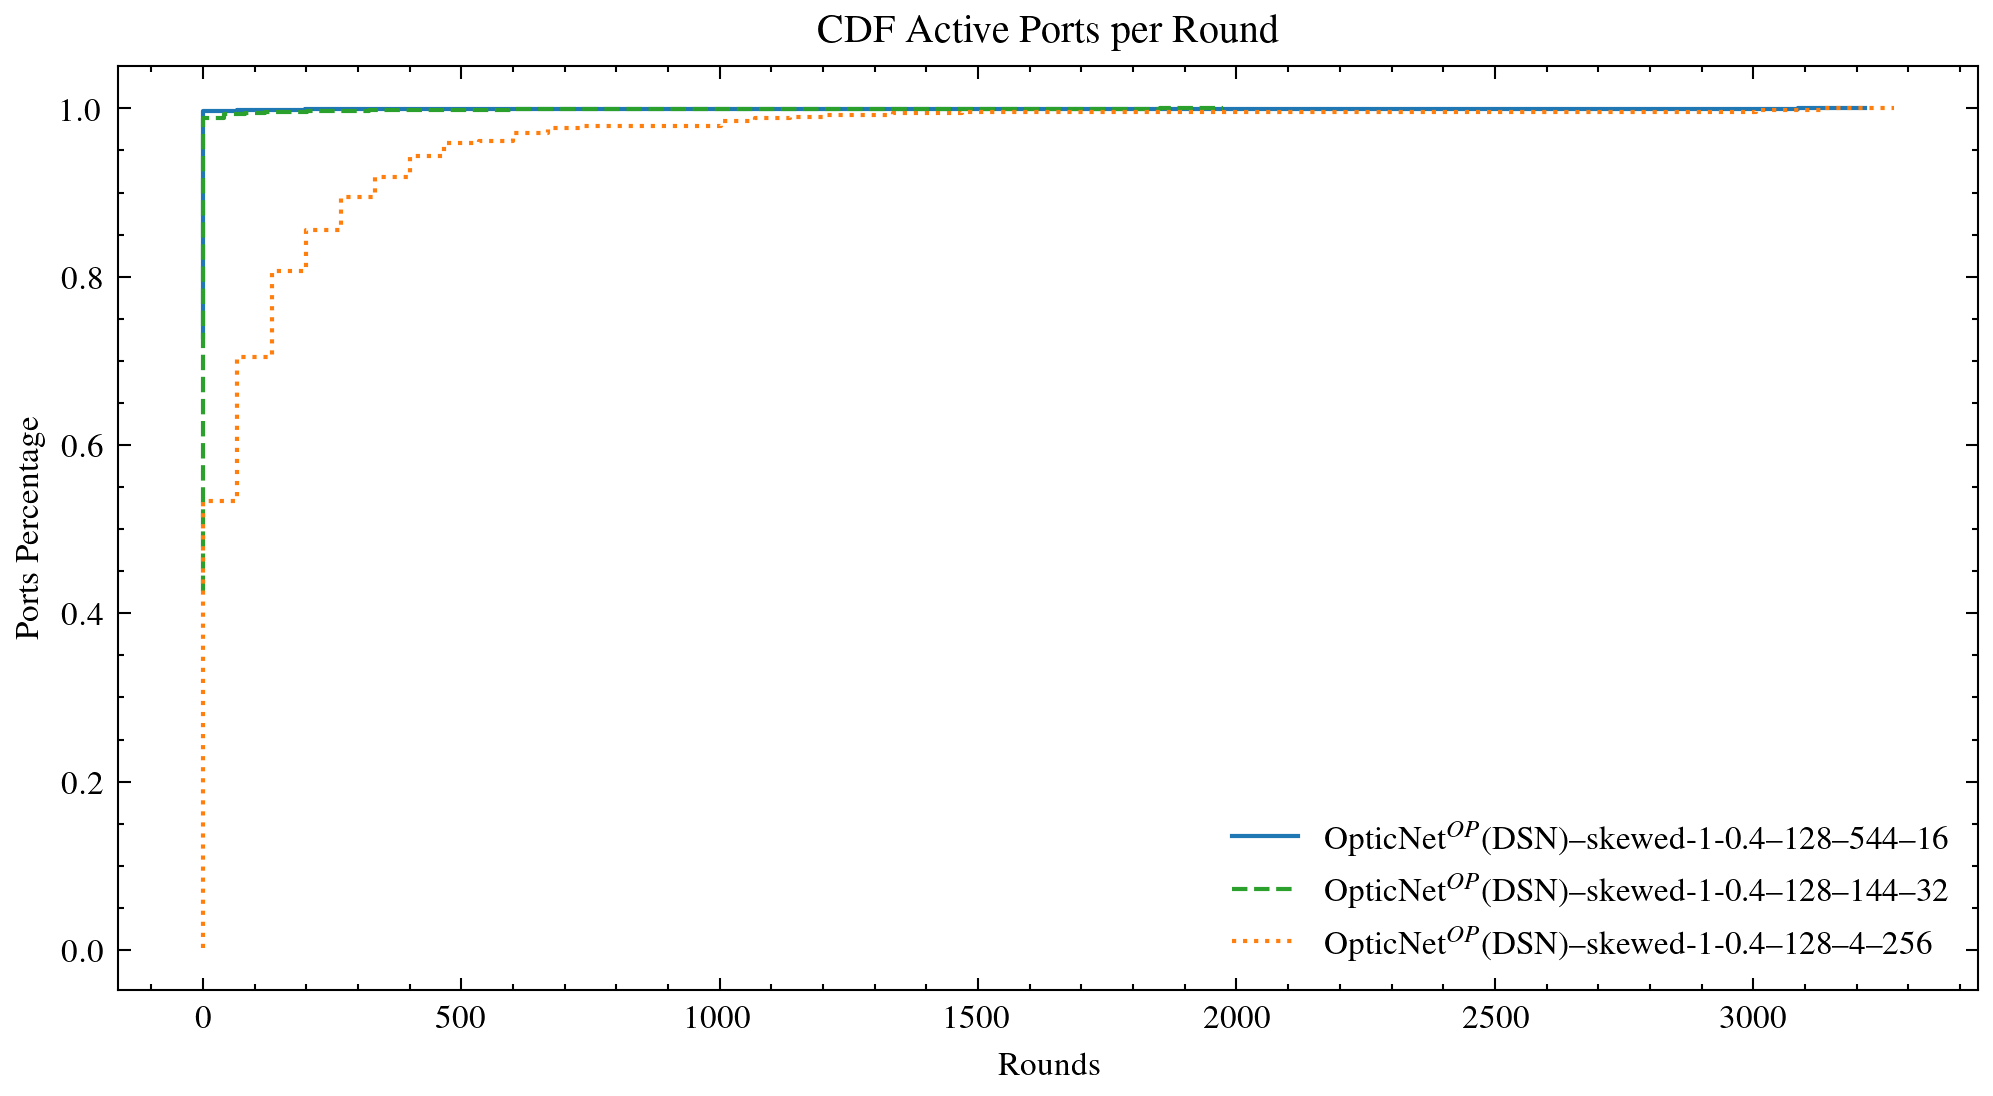 CDF Active Ports per Round
Ports Percentage
1.0
0.8
0.6
0.4
0.2
0.0
OpticNet^{OP}(DSN)–skewed-1-0.4–128–544–16
OpticNet^{OP}(DSN)–skewed-1-0.4–128–144–32
OpticNet^{OP}(DSN)–skewed-1-0.4–128–4–256
0 500 1000 1500 2000 2500 3000
Rounds